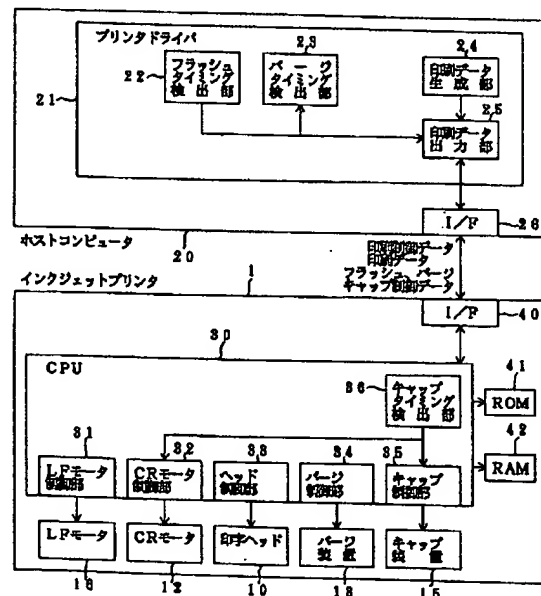 プリンタドライバ
21
22
フラッシュ
タイミング
検出部
23
パージ
タイミング
検出部
24
印刷データ
生成部
25
印刷データ
出力部
I/F
26
ホストコンピュータ
20
印刷制御データ
印刷データ
フラッシュ、パージ
キャップ制御データ
インクジェットプリンタ
1
I/F
40
30
CPU
36
キャップ
タイミング
検出部
41
ROM
42
RAM
31
LFモータ
制御部
32
CRモータ
制御部
33
ヘッド
制御部
34
パージ
制御部
35
キャップ
制御部
LFモータ
16
CRモータ
12
印字ヘッド
10
パージ
装置
18
キャップ
装置
15